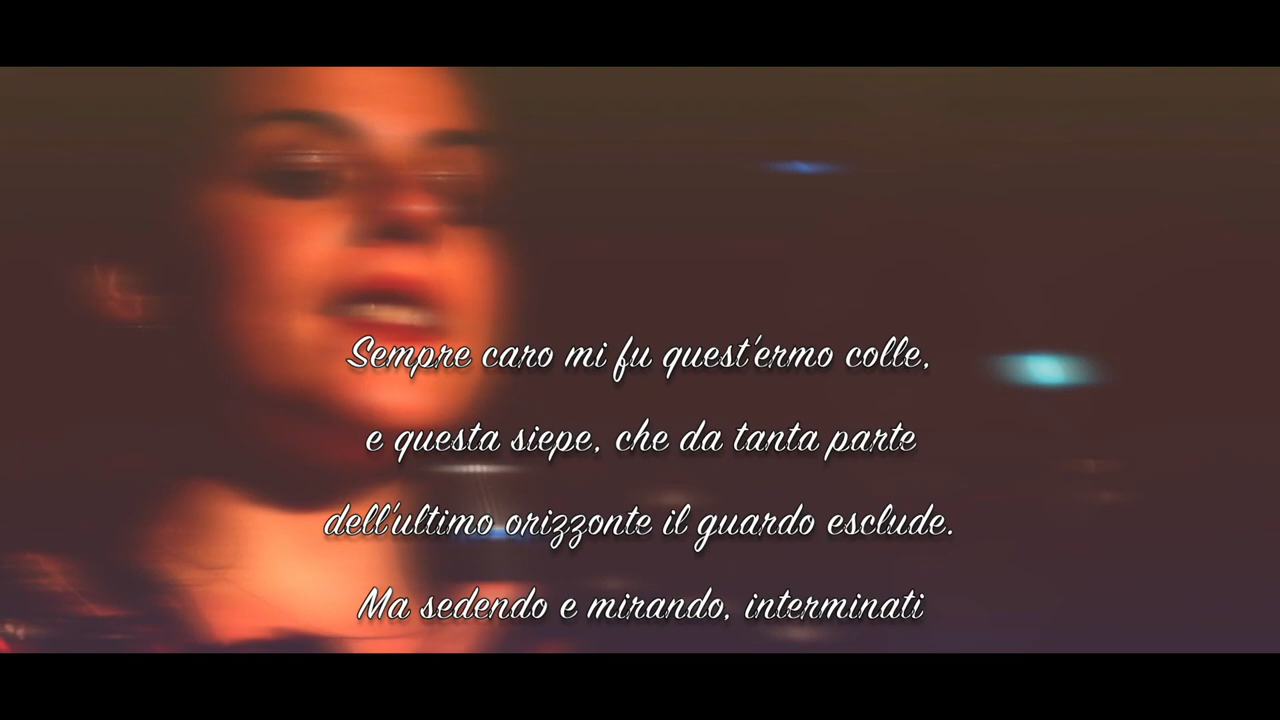 Sempre caro mi fu quest'ermo colle,
e questa siepe, che da tanta parte
dell'ultimo orizzonte il guardo esclude.
Ma sedendo e mirando, interminati